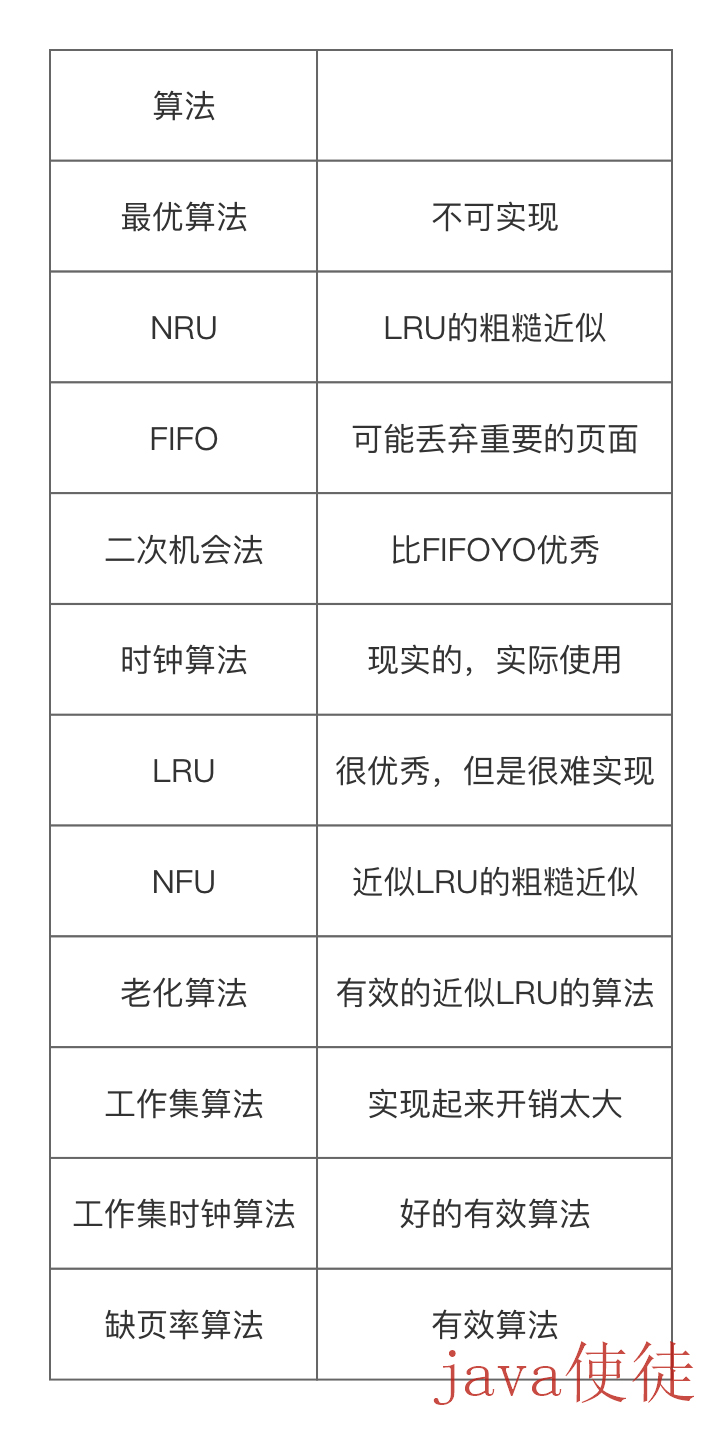 算法
最优算法 不可实现
NRU LRU的粗糙近似
FIFO 可能丢弃重要的页面
二次机会法 比FIFOYO优秀
时钟算法 现实的，实际使用
LRU 很优秀，但是很难实现
NFU 近似LRU的粗糙近似
老化算法 有效的近似LRU的算法
工作集算法 实现起来开销太大
工作集时钟算法 好的有效算法
缺页率算法 有效算法
java使徒